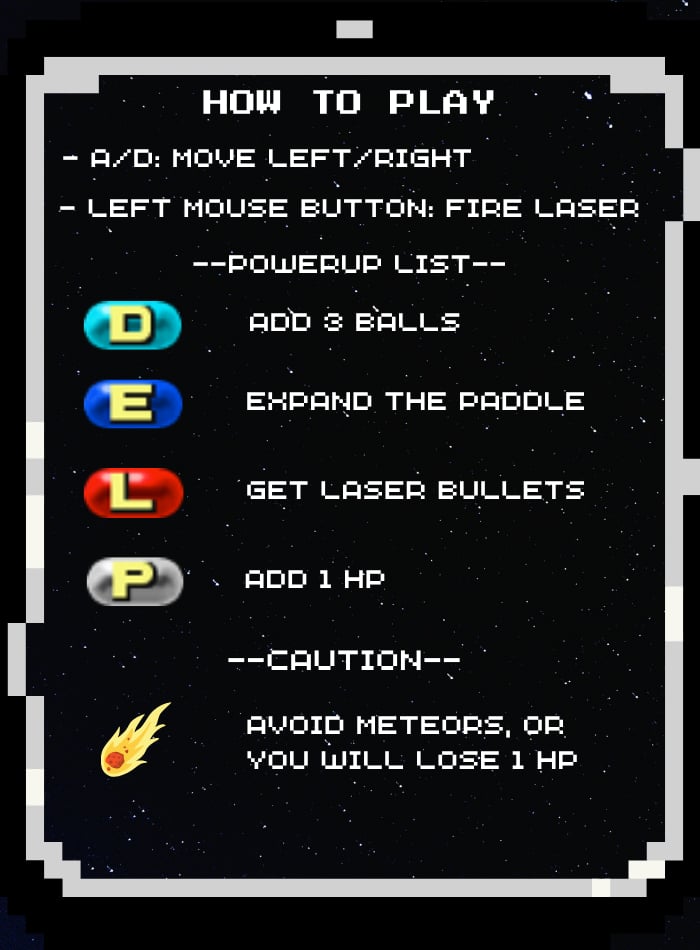 HOW TO PLAY
- A/D: MOVE LEFT/RIGHT
- LEFT MOUSE BUTTON: FIRE LASER
--POWERUP LIST--
D ADD 3 BALLS
E EXPAND THE PADDLE
L GET LASER BULLETS
P ADD 1 HP
--CAUTION--
AVOID METEORS, OR
YOU WILL LOSE 1 HP